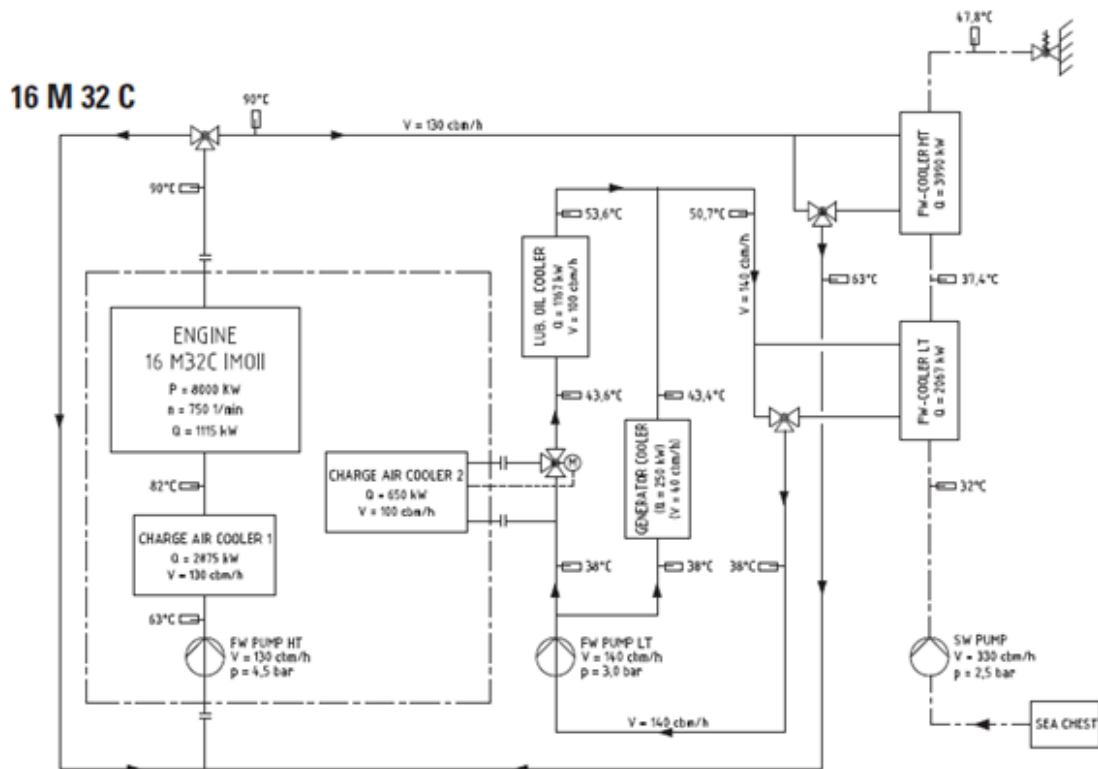 47,8°C
16 M 32 C
90°C
V = 130 cbm/h
FW-COOLER HT
Q = 3990 kW
90°C
53,6°C
50,7°C
LUB. OIL COOLER
Q = 1167 kW
V = 100 cbm/h
V = 140 cbm/h
63°C
37,4°C
ENGINE
16 M32C IMOII
P = 8000 KW
n = 750 1/min
Q = 1115 kW
FW-COOLER LT
Q = 2067 kW
43,6°C
43,4°C
82°C
CHARGE AIR COOLER 2
Q = 650 kW
V = 100 cbm/h
M
GENERATOR COOLER
(Q = 250 kW)
(V = 40 cbm/h)
32°C
CHARGE AIR COOLER 1
Q = 2875 kW
V = 130 cbm/h
38°C
38°C
38°C
63°C
FW PUMP HT
V = 130 cbm/h
p = 4,5 bar
FW PUMP LT
V = 140 cbm/h
p = 3,0 bar
SW PUMP
V = 330 cbm/h
p = 2,5 bar
V = 140 cbm/h
SEA CHEST